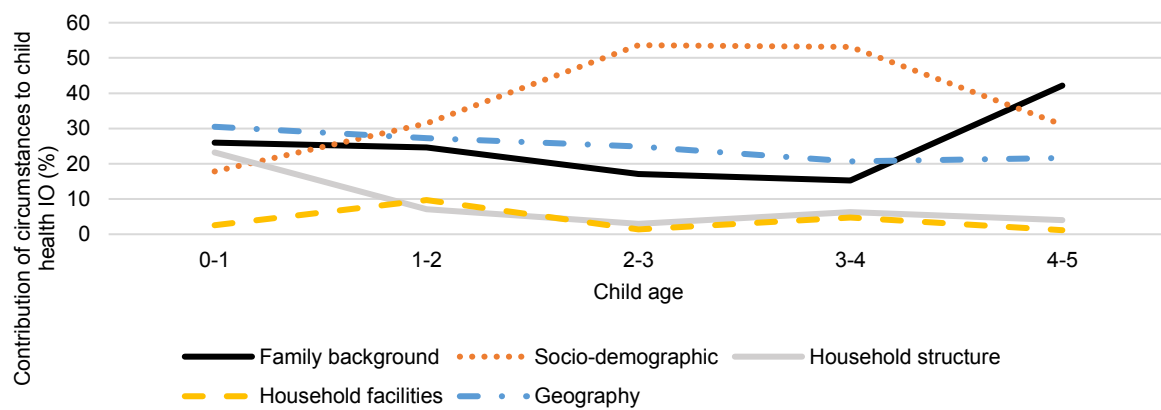 Contribution of circumstances to child
health IO (%)
60
50
40
30
20
10
0
0-1 1-2 2-3 3-4 4-5
Child age
Family background Socio-demographic Household structure
Household facilities Geography